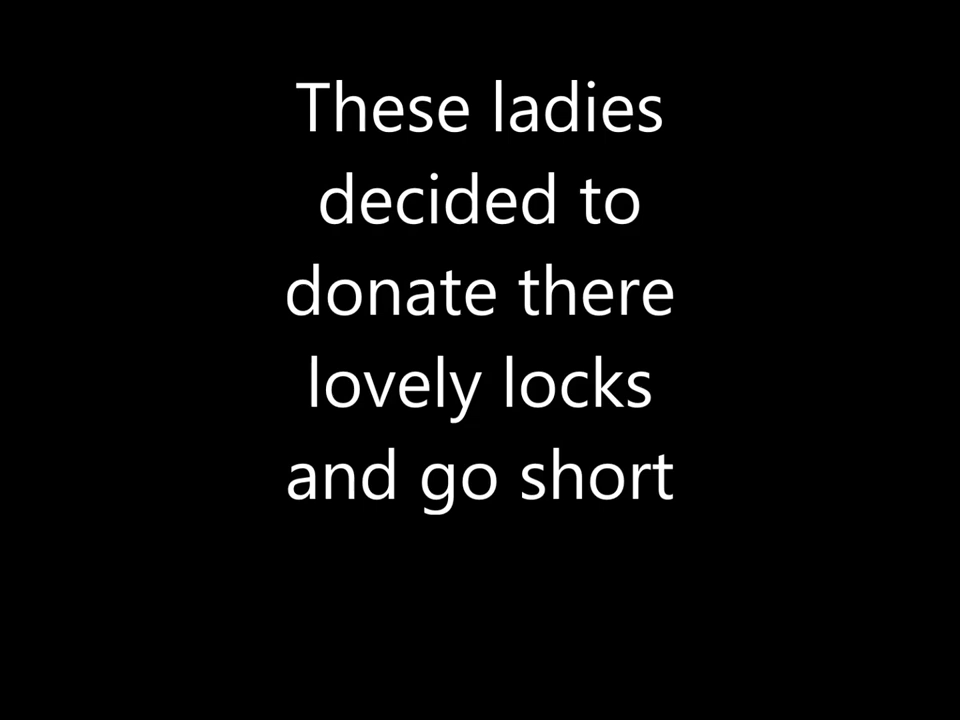 These ladies
decided to
donate there
lovely locks
and go short